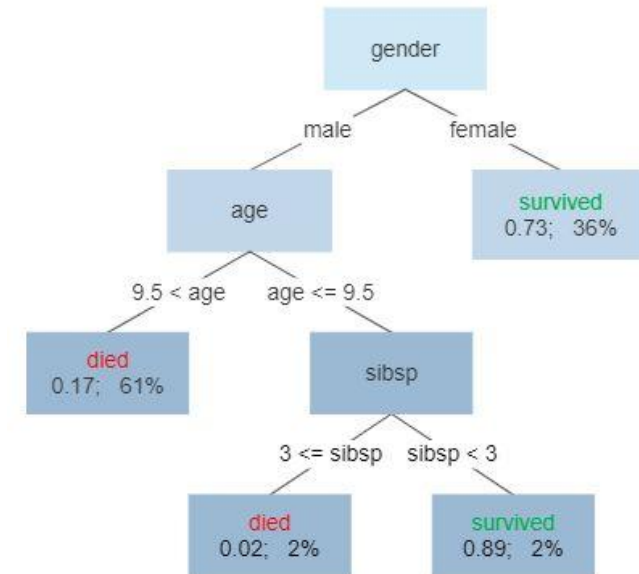 gender
male
female
age
survived
0.73;   36%
9.5 < age
age <= 9.5
died
0.17;   61%
sibsp
3 <= sibsp
sibsp < 3
died
0.02;   2%
survived
0.89;   2%